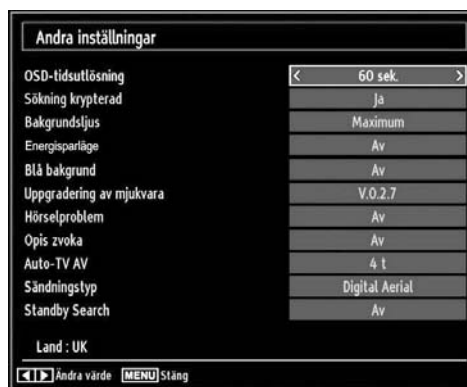 Andra inställningar
OSD-tidsutlösning < 60 sek. >
Sökning krypterad Ja
Bakgrundsljus Maximum
Energisparläge Av
Blå bakgrund Av
Uppgradering av mjukvara V.0.2.7
Hörselproblem Av
Opis zvoka Av
Auto-TV AV 4 t
Sändningstyp Digital Aerial
Standby Search Av
Land : UK
◀ ▶ Ändra värde MENU Stäng